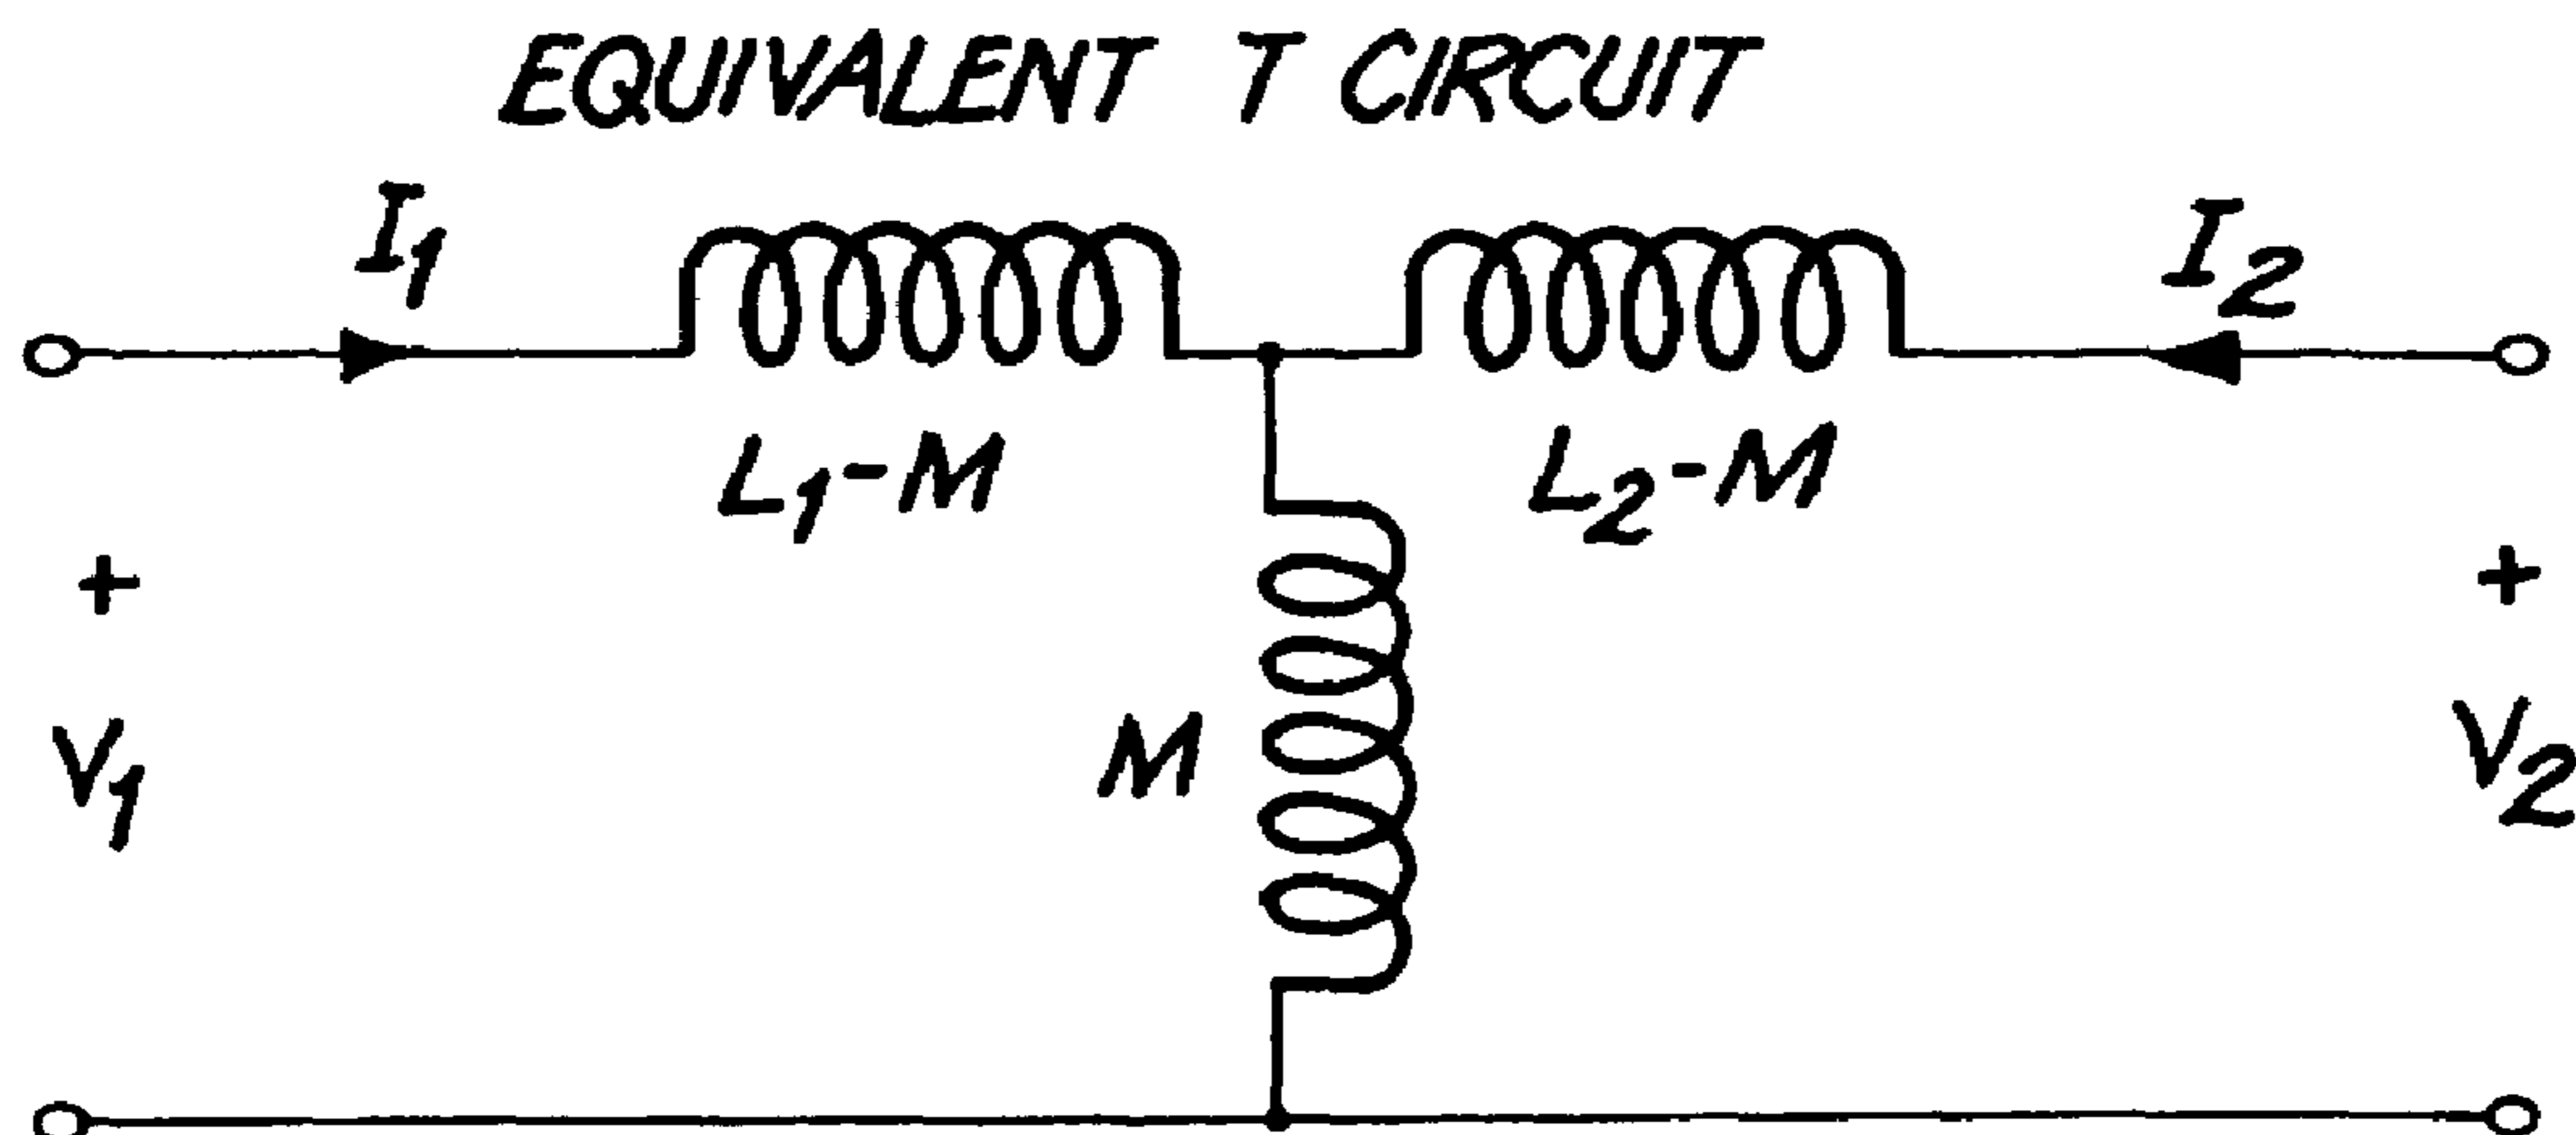 EQUIVALENT T CIRCUIT
I1 I2
L1-M L2-M
+ +
M
V1 V2